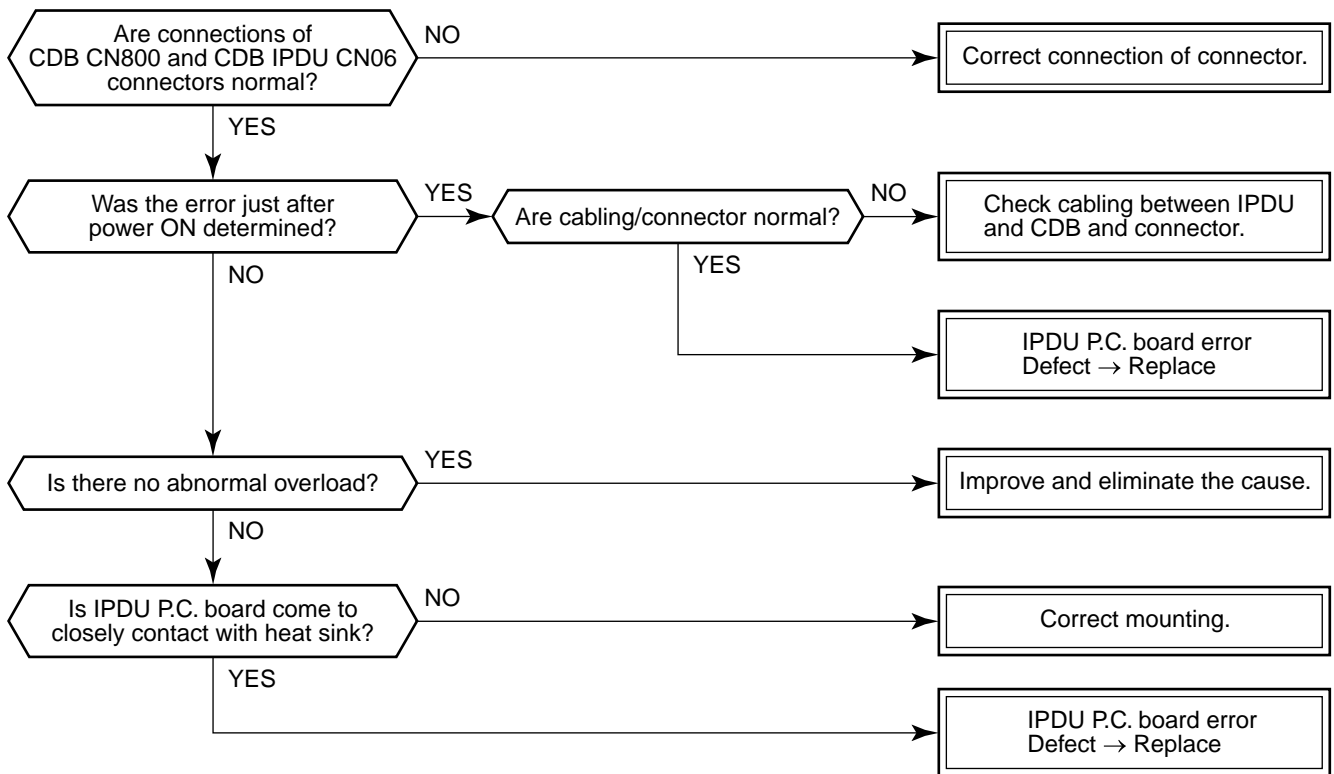 Are connections of
CDB CN800 and CDB IPDU CN06
connectors normal?
NO
Correct connection of connector.
YES
Was the error just after
power ON determined?
YES
Are cabling/connector normal?
NO
Check cabling between IPDU
and CDB and connector.
NO
YES
IPDU P.C. board error
Defect → Replace
Is there no abnormal overload?
YES
Improve and eliminate the cause.
NO
Is IPDU P.C. board come to
closely contact with heat sink?
NO
Correct mounting.
YES
IPDU P.C. board error
Defect → Replace